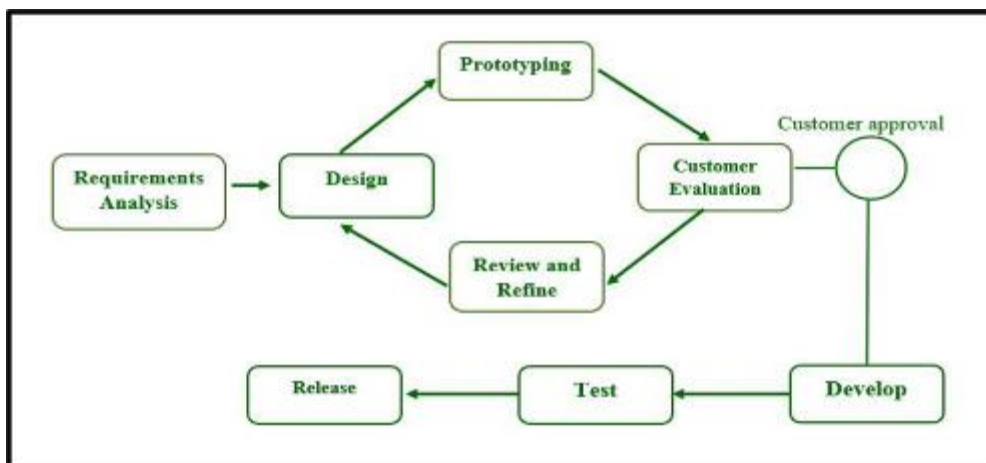 Prototyping
Customer approval
Requirements
Analysis
Design
Customer
Evaluation
Review and
Refine
Release
Test
Develop